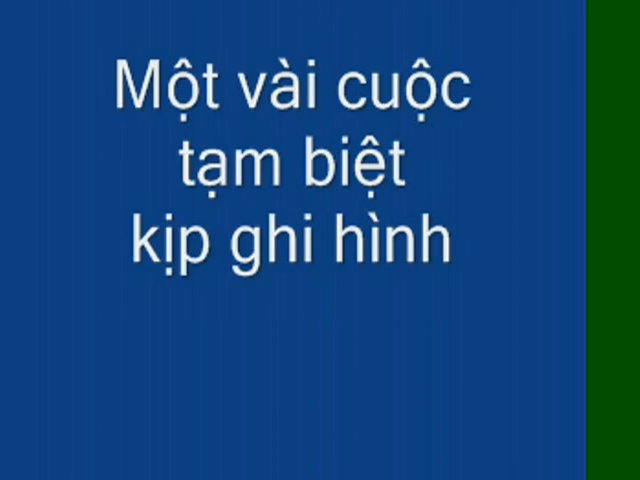 Một vài cuộc
tạm biệt
kịp ghi hình